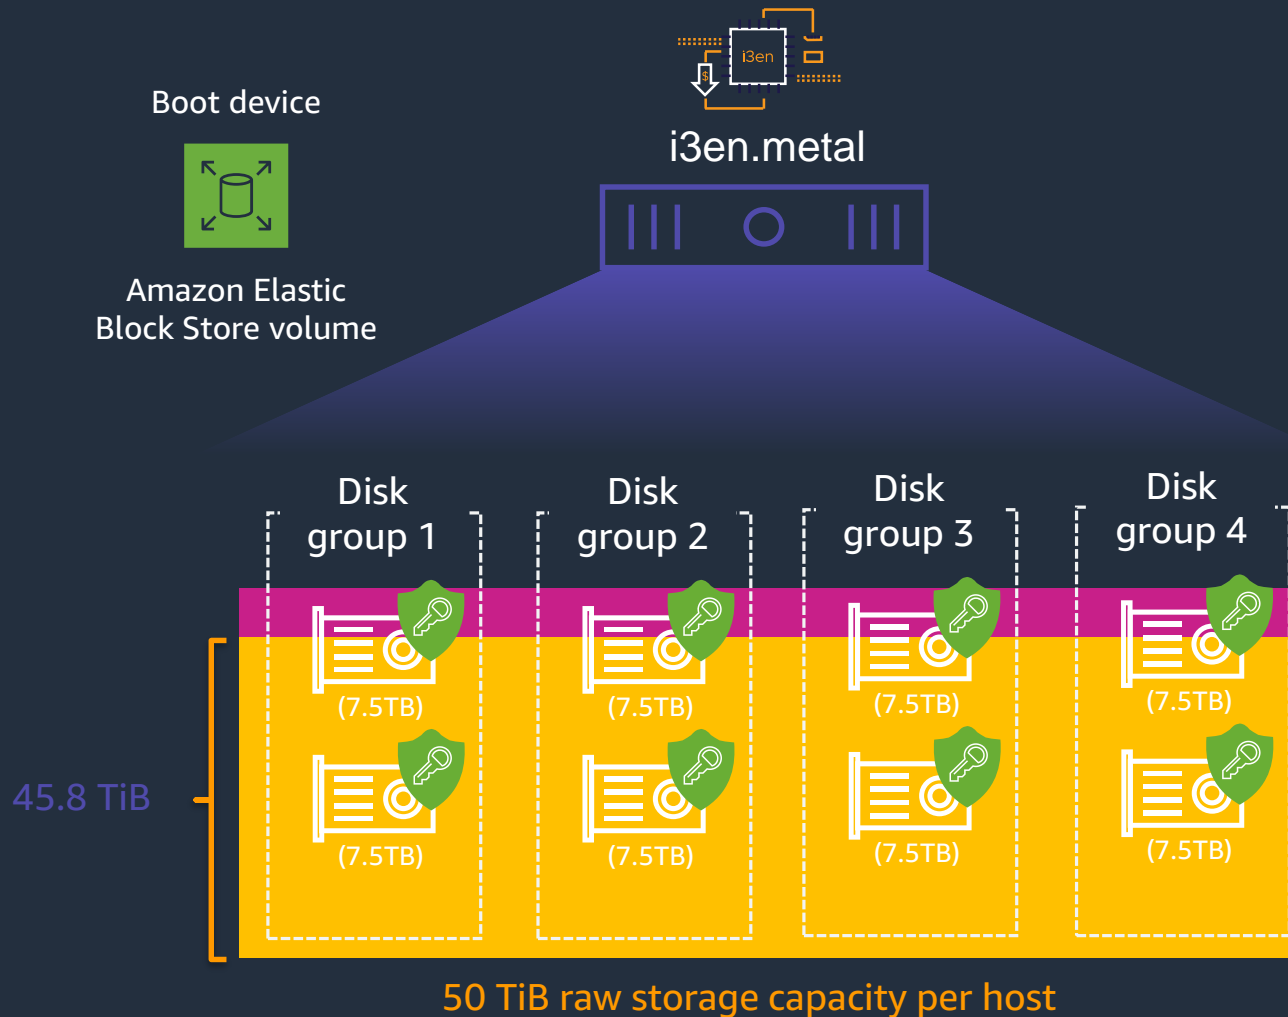 i3en
$
i3en.metal
Boot device
Amazon Elastic
Block Store volume
Disk
group 1
Disk
group 2
Disk
group 3
Disk
group 4
(7.5TB)
(7.5TB)
(7.5TB)
(7.5TB)
45.8 TiB
(7.5TB)
(7.5TB)
(7.5TB)
(7.5TB)
50 TiB raw storage capacity per host